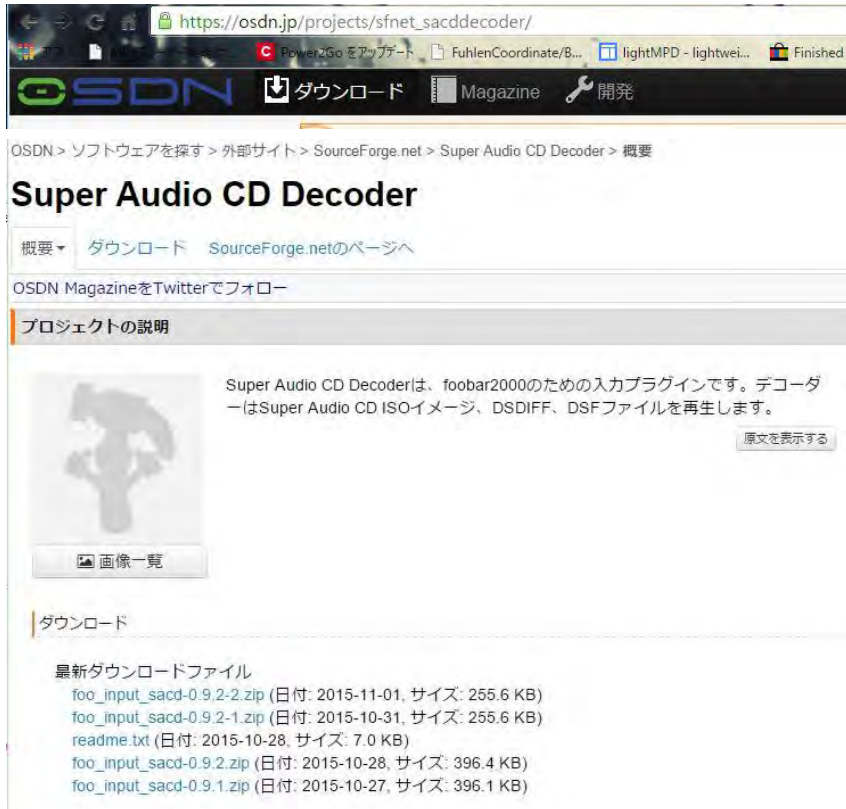 https://osdn.jp/projects/sfnet_sacddecoder/
Power2Go をアップデート FuhlenCoordinate/B... lightMPD - lightwei... Finished
OSDN ダウンロード Magazine 開発
OSDN > ソフトウェアを探す > 外部サイト > SourceForge.net > Super Audio CD Decoder > 概要
Super Audio CD Decoder
概要 ダウンロード SourceForge.netのページへ
OSDN MagazineをTwitterでフォロー
プロジェクトの説明
Super Audio CD Decoderは、foobar2000のための入力プラグインです。デコーダ
ーはSuper Audio CD ISOイメージ、DSDIFF、DSFファイルを再生します。
原文を表示する
画像一覧
ダウンロード
最新ダウンロードファイル
foo_input_sacd-0.9.2-2.zip (日付: 2015-11-01, サイズ: 255.6 KB)
foo_input_sacd-0.9.2-1.zip (日付: 2015-10-31, サイズ: 255.6 KB)
readme.txt (日付: 2015-10-28, サイズ: 7.0 KB)
foo_input_sacd-0.9.2.zip (日付: 2015-10-28, サイズ: 396.4 KB)
foo_input_sacd-0.9.1.zip (日付: 2015-10-27, サイズ: 396.1 KB)